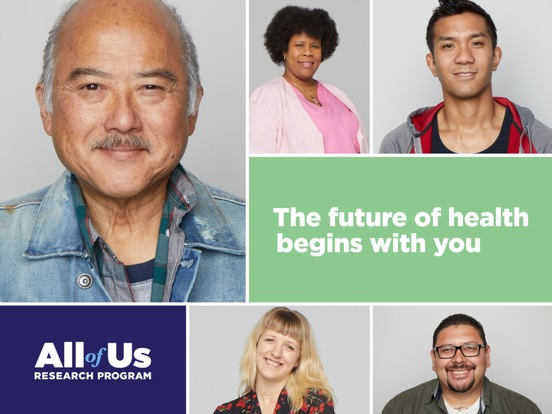 The future of health
begins with you
All of Us
RESEARCH PROGRAM